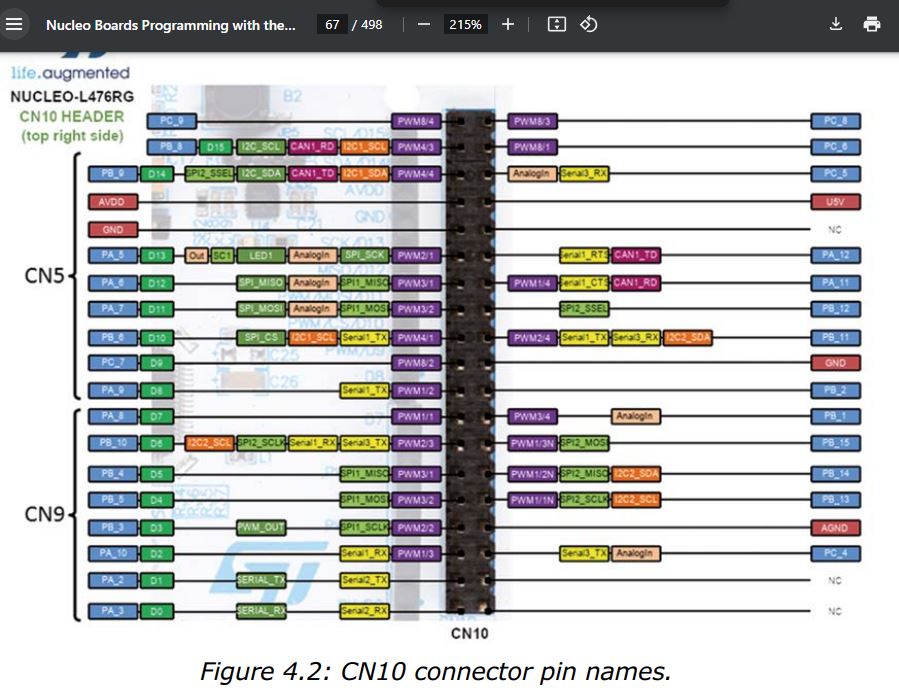 Nucleo Boards Programming with the... 67 / 498 215%
life.augmented
NUCLEO-L476RG
CN10 HEADER
(top right side)
B2
PC_9 PWM8/4 PWM8/3 PC_8
PB_8 D15 I2C_SCL CAN1_RD I2C1_SCL PWM4/3 PWM8/1 PC_6
PB_9 D14 SPI2_SSEL I2C_SDA CAN1_TD I2C1_SDA PWM4/4 AnalogIn Serial3_RX PC_5
AVDD AVDD U5V
GND GND NC
PA_5 D13 Out SC1 LED1 AnalogIn SPI_SCK PWM2/1 Serial1_RTS CAN1_TD PA_12
CN5
PA_6 D12 SPI_MISO AnalogIn SPI1_MISO PWM3/1 PWM1/4 Serial1_CTS CAN1_RD PA_11
PA_7 D11 SPI_MOSI AnalogIn SPI1_MOSI PWM3/2 SPI2_SSEL PB_12
PB_6 D10 SPI_CS I2C1_SCL Serial1_TX PWM4/1 PWM2/4 Serial1_TX Serial3_RX I2C2_SDA PB_11
PC_7 D9 C25 PWM/D9 PWM8/2 GND
PA_9 D8 C26 D8 Serial1_TX PWM1/2 PB_2
PA_8 D7 D7 PWM1/1 PWM3/4 AnalogIn PB_1
PB_10 D6 I2C2_SCL SPI2_SCLK Serial1_RX Serial3_TX PWM2/3 PWM1/3N SPI2_MOSI PB_15
PB_4 D5 SPI1_MISO PWM3/1 PWM1/2N SPI2_MISO I2C2_SDA PB_14
PB_5 D4 SPI1_MOSI PWM3/2 PWM1/1N SPI2_SCLK I2C2_SCL PB_13
CN9
PB_3 D3 PWM_OUT SPI1_SCLK PWM2/2 AGND
PA_10 D2 Serial1_RX PWM1/3 Serial3_TX AnalogIn PC_4
PA_2 D1 SERIAL_TX Serial2_TX NC
PA_3 D0 SERIAL_RX Serial2_RX NC
CN10
Figure 4.2: CN10 connector pin names.